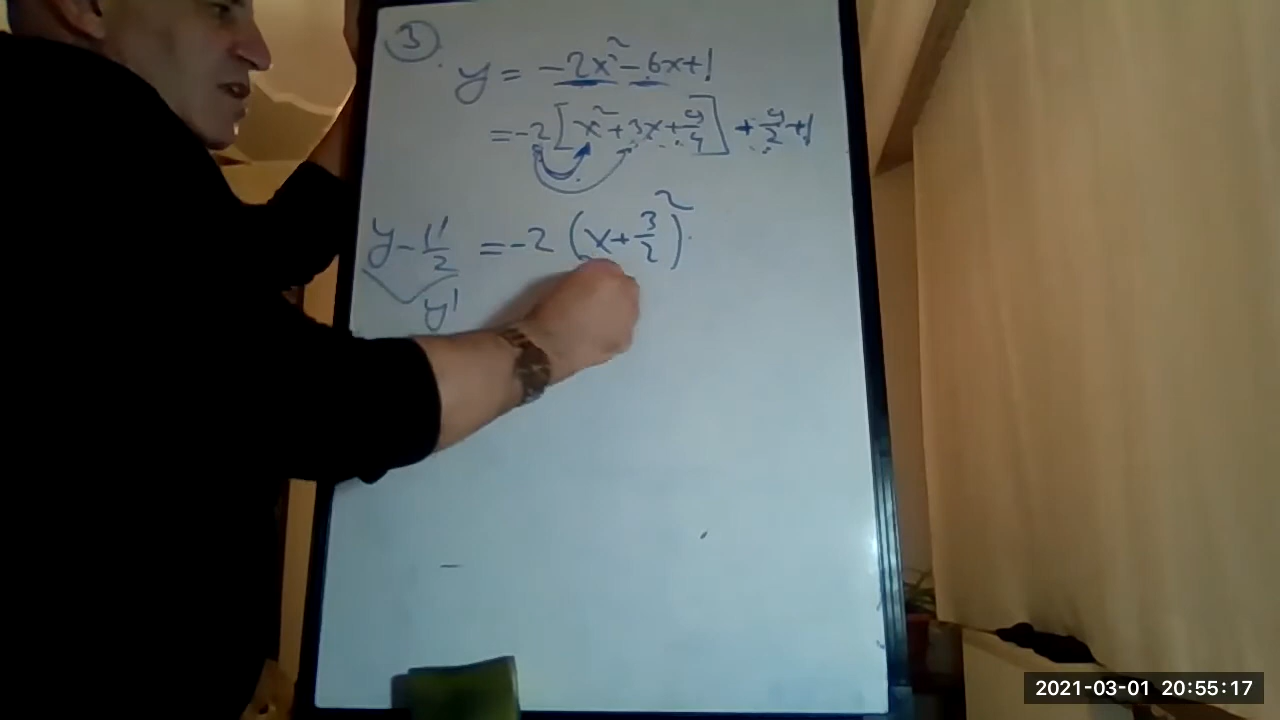 3
y = -2x² - 6x + 1
= -2[x² + 3x + 9/4] + 9/2 + 1
y - 11/2 = -2(x + 3/2)²
y'
2021-03-01 20:55:17